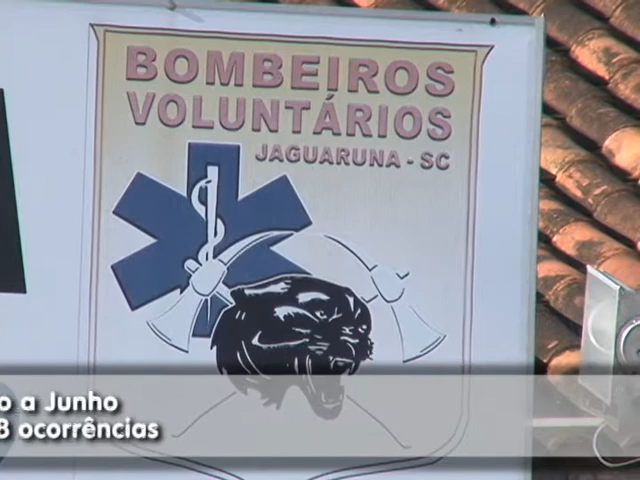 BOMBEIROS
VOLUNTÁRIOS
JAGUARUNA - SC
a Junho
ocorrências